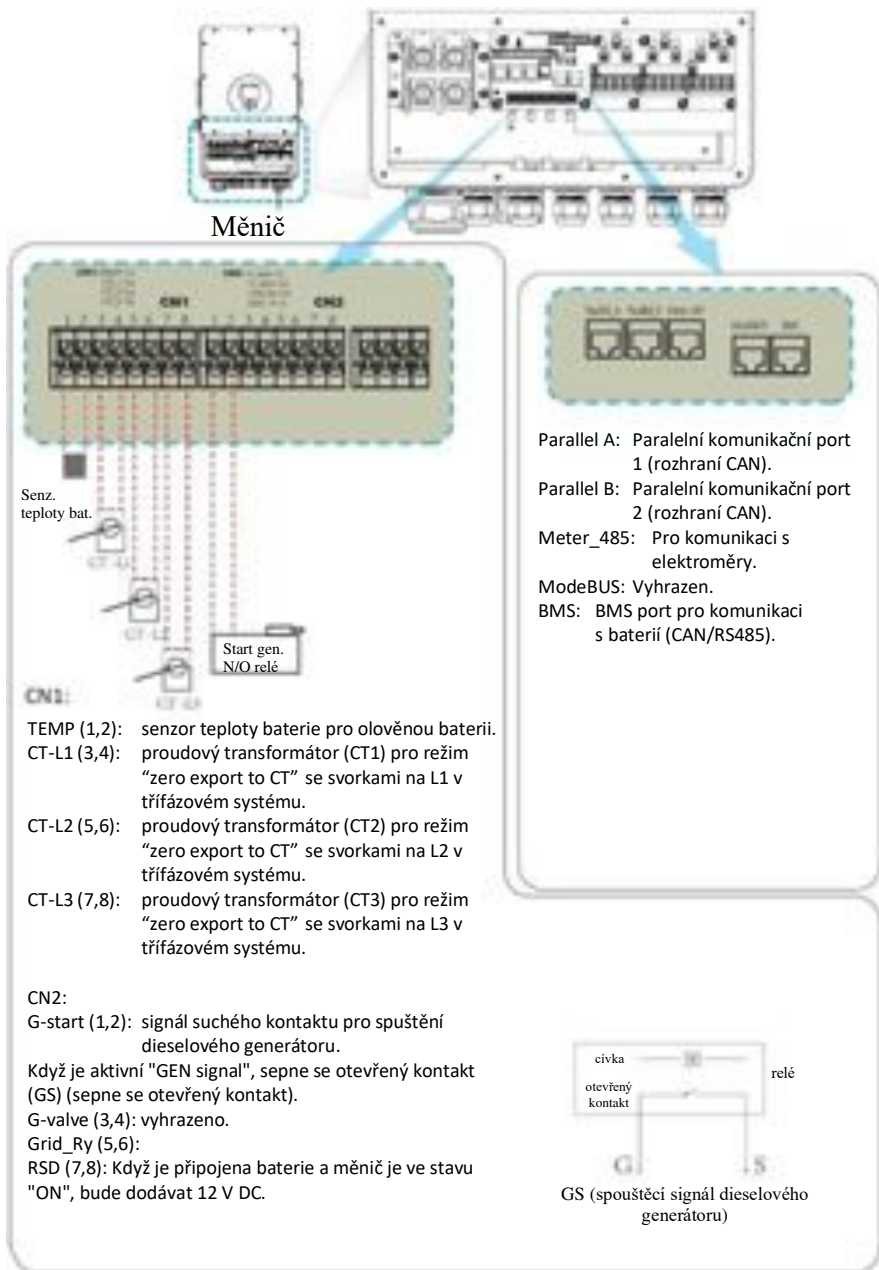 Měnič
CN1 CN2
1 2 3 4 5 6 7 8 1 2 3 4 5 6 7 8
Senz.
teploty bat.
CT-L1
CT-L2
CT-L3
Start gen.
N/O relé
CN1:
TEMP (1,2): senzor teploty baterie pro olověnou baterii.
CT-L1 (3,4): proudový transformátor (CT1) pro režim
“zero export to CT” se svorkami na L1 v
třífázovém systému.
CT-L2 (5,6): proudový transformátor (CT2) pro režim
“zero export to CT” se svorkami na L2 v
třífázovém systému.
CT-L3 (7,8): proudový transformátor (CT3) pro režim
“zero export to CT” se svorkami na L3 v
třífázovém systému.
CN2:
G-start (1,2): signál suchého kontaktu pro spuštění
dieselového generátoru.
Když je aktivní "GEN signal", sepne se otevřený kontakt
(GS) (sepne se otevřený kontakt).
G-valve (3,4): vyhrazeno.
Grid_Ry (5,6):
RSD (7,8): Když je připojena baterie a měnič je ve stavu
"ON", bude dodávat 12 V DC.
Parallel A: Paralelní komunikační port
1 (rozhraní CAN).
Parallel B: Paralelní komunikační port
2 (rozhraní CAN).
Meter_485: Pro komunikaci s
elektroměry.
ModeBUS: Vyhrazen.
BMS: BMS port pro komunikaci
s baterií (CAN/RS485).
cívka
relé
otevřený
kontakt
G S
GS (spouštěcí signál dieselového
generátoru)